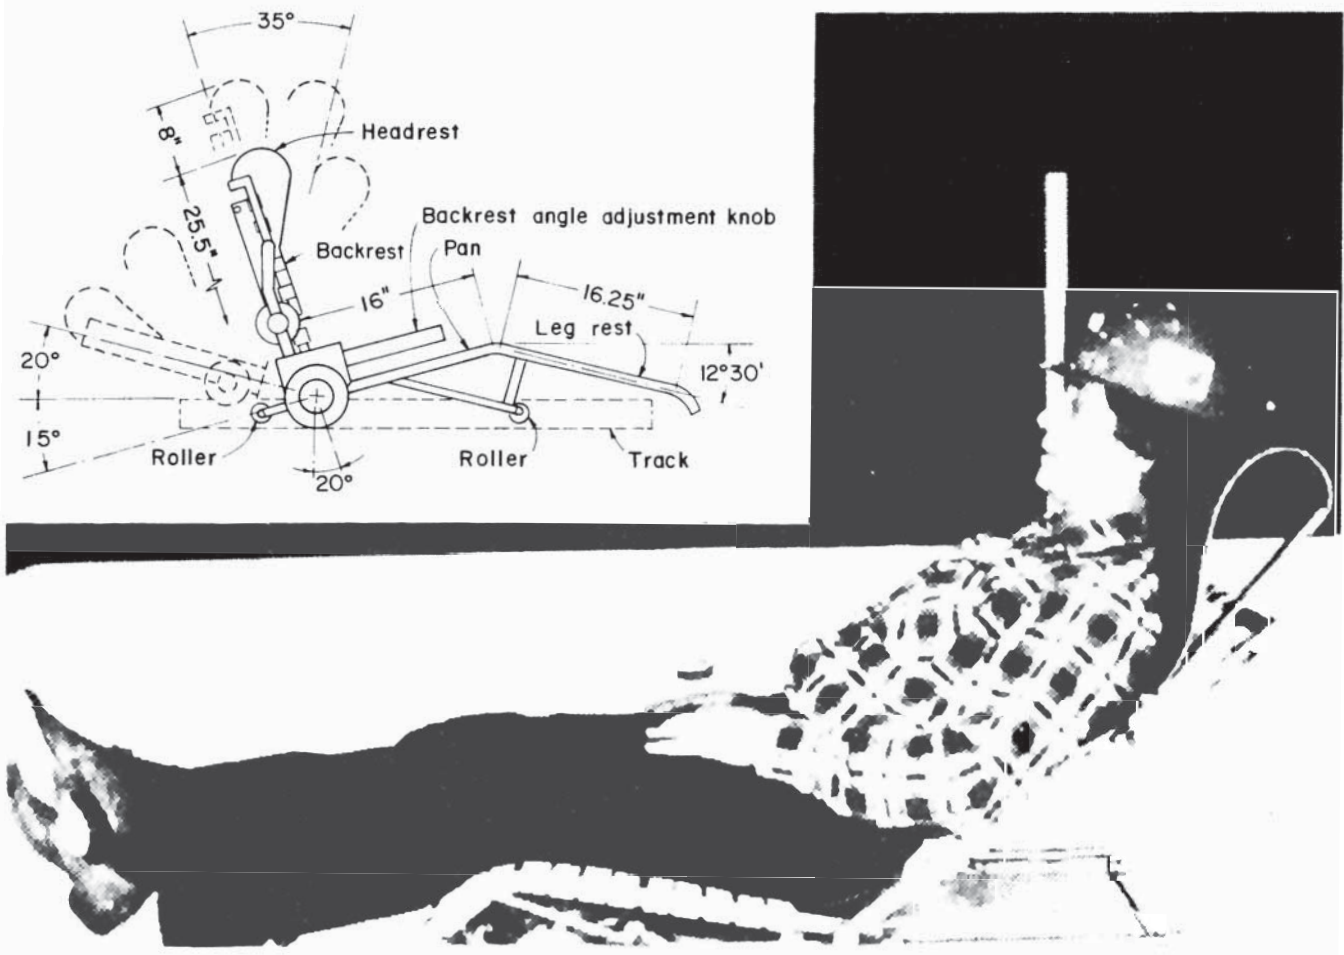 35°
8"
Headrest
25.5"
Backrest angle adjustment knob
Backrest
Pan
16"
16.25"
Leg rest
20°
12°30'
15°
Roller
Roller
Track
20°